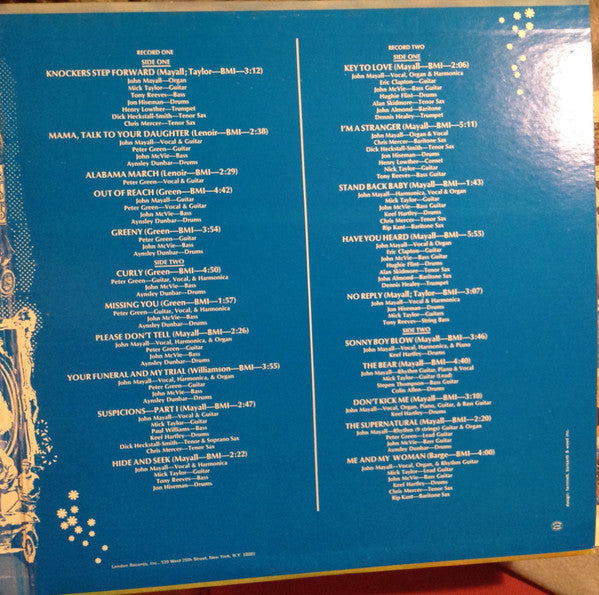 RECORD ONE
SIDE ONE
KNOCKERS STEP FORWARD (Mayall; Taylor—BMI—3:12)
John Mayall—Organ
Mick Taylor—Guitar
Tony Reeves—Bass
Jon Hiseman—Drums
Henry Lowther—Trumpet
Dick Heckstall-Smith—Tenor Sax
Chris Mercer—Tenor Sax
MAMA, TALK TO YOUR DAUGHTER (Lenoir—BMI—2:38)
John Mayall—Vocal & Guitar
Peter Green—Guitar
John McVie—Bass
Aynsley Dunbar—Drums
ALABAMA MARCH (Lenoir—BMI—2:29)
Peter Green—Vocal & Guitar
OUT OF REACH (Green—BMI—4:42)
John Mayall—Guitar
Peter Green—Vocal & Guitar
John McVie—Bass
Aynsley Dunbar—Drums
GREENY (Green—BMI—3:54)
Peter Green—Guitar
John McVie—Bass
Aynsley Dunbar—Drums
SIDE TWO
CURLY (Green—BMI—4:50)
Peter Green—Guitar, Vocal, & Harmonica
John McVie—Bass
Aynsley Dunbar—Drums
MISSING YOU (Green—BMI—1:57)
Peter Green—Guitar, Vocal, & Harmonica
John McVie—Bass
Aynsley Dunbar—Drums
PLEASE DON'T TELL (Mayall—BMI—2:26)
John Mayall—Vocal, Harmonica, & Organ
Peter Green—Guitar
John McVie—Bass
Aynsley Dunbar—Drums
YOUR FUNERAL AND MY TRIAL (Williamson—BMI—3:55)
John Mayall—Vocal, Harmonica, & Organ
Peter Green—Guitar
John McVie—Bass
Aynsley Dunbar—Drums
SUSPICIONS—PART I (Mayall—BMI—2:47)
John Mayall—Vocal
Mick Taylor—Guitar
Paul Williams—Bass
Keef Hartley—Drums
Dick Heckstall-Smith—Tenor & Soprano Sax
Chris Mercer—Tenor Sax
HIDE AND SEEK (Mayall—BMI—2:22)
John Mayall—Vocal & Harmonica
Mick Taylor—Guitar
Tony Reeves—Bass
Jon Hiseman—Drums
London Records, Inc., 539 West 25th Street, New York, N.Y. 10001
RECORD TWO
SIDE ONE
KEY TO LOVE (Mayall—BMI—2:06)
John Mayall—Vocal, Organ & Harmonica
Eric Clapton—Guitar
John McVie—Bass Guitar
Hughie Flint—Drums
Alan Skidmore—Tenor Sax
John Almond—Baritone
Dennis Healey—Trumpet
I'M A STRANGER (Mayall—BMI—5:11)
John Mayall—Organ & Vocal
Chris Mercer—Tenor Sax
Dick Heckstall-Smith—Tenor Sax
Jon Hiseman—Drums
Henry Lowther—Cornet
Nick Taylor—Guitar
Tony Reeves—Bass Guitar
STAND BACK BABY (Mayall—BMI—1:43)
John Mayall—Vocal & Harmonica
Mick Taylor—Guitar
John McVie—Bass Guitar
Keef Hartley—Drums
Chris Mercer—Tenor Sax
Rip Kant—Baritone Sax
HAVE YOU HEARD (Mayall—BMI—5:55)
John Mayall—Vocal & Organ
Eric Clapton—Guitar
John McVie—Bass Guitar
Hughie Flint—Drums
Alan Skidmore—Tenor Sax
John Almond—Baritone Sax
Dennis Healey—Trumpet
NO REPLY (Mayall; Taylor—BMI—3:07)
John Mayall—Vocal & Harmonica
Jon Hiseman—Drums
Mick Taylor—Guitars
Tony Reeves—String Bass
SIDE TWO
SONNY BOY BLOW (Mayall—BMI—3:46)
John Mayall—Vocal, Harmonica, & Piano
Keef Hartley—Drums
THE BEAR (Mayall—BMI—4:40)
John Mayall—Rhythm Guitar, Piano & Vocal
Mick Taylor—Guitar (Lead)
Stepen Thompson—Bass Guitar
Colin Allen—Drums
DON'T KICK ME (Mayall—BMI—3:10)
John Mayall—Vocal, Organ, Piano, Guitar, & Bass Guitar
Keef Hartley—Drums
THE SUPERNATURAL (Mayall—BMI—2:20)
John Mayall—Rhythm (9 strings) Guitar & Organ
Peter Green—Lead Guitar
John McVie—Bass Guitar
Aynsley Dunbar—Drums
ME AND MY WOMAN (Barge—BMI—4:00)
John Mayall—Vocal, Organ, & Rhythm Guitar
Mick Taylor—Lead Guitar
John McVie—Bass Guitar
Keef Hartley—Drums
Chris Mercer—Tenor Sax
Rip Kant—Baritone Sax